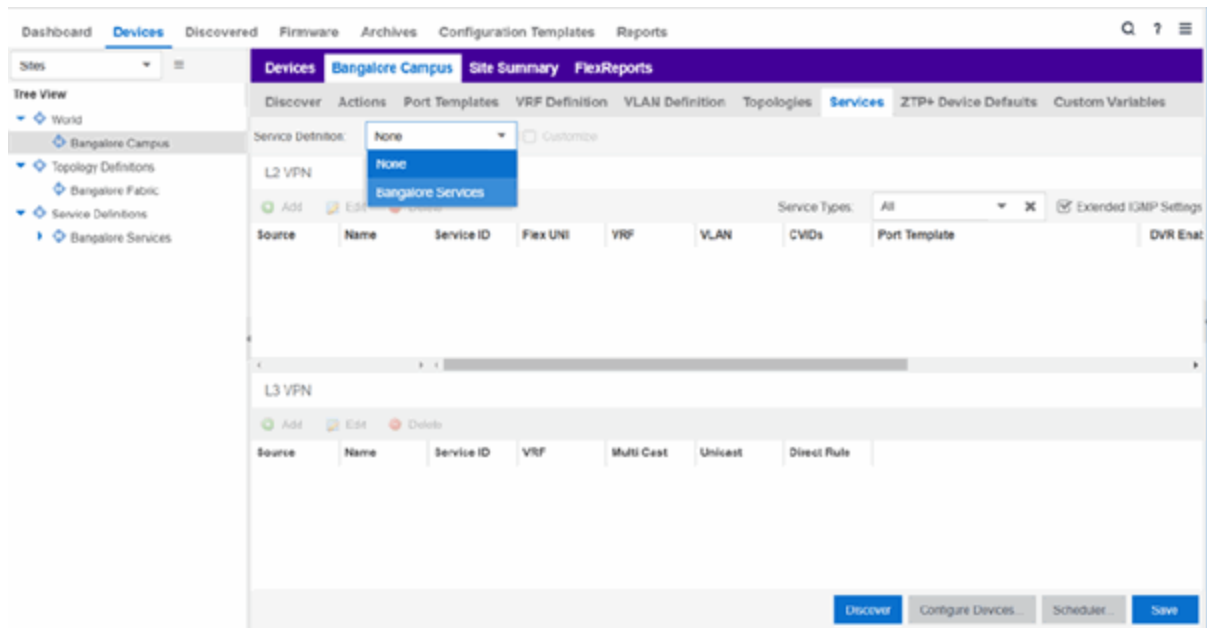 Dashboard Devices Discovered Firmware Archives Configuration Templates Reports ?
Sites
Devices Bangalore Campus Site Summary FlexReports
Tree View
Discover Actions Port Templates VRF Definition VLAN Definition Topologies Services ZTP+ Device Defaults Custom Variables
World
Bangalore Campus
Topology Definitions
Bangalore Fabric
Service Definitions
Bangalore Services
Service Definition: None Customize
None
Bangalore Services
L2 VPN
Add Edit Delete Service Types: All Extended IGMP Settings
Source Name Service ID Flex UNI VRF VLAN CVIDs Port Template DVR Enab
L3 VPN
Add Edit Delete
Source Name Service ID VRF Multi Cast Unicast Direct Rule
Discover Configure Devices... Scheduler... Save